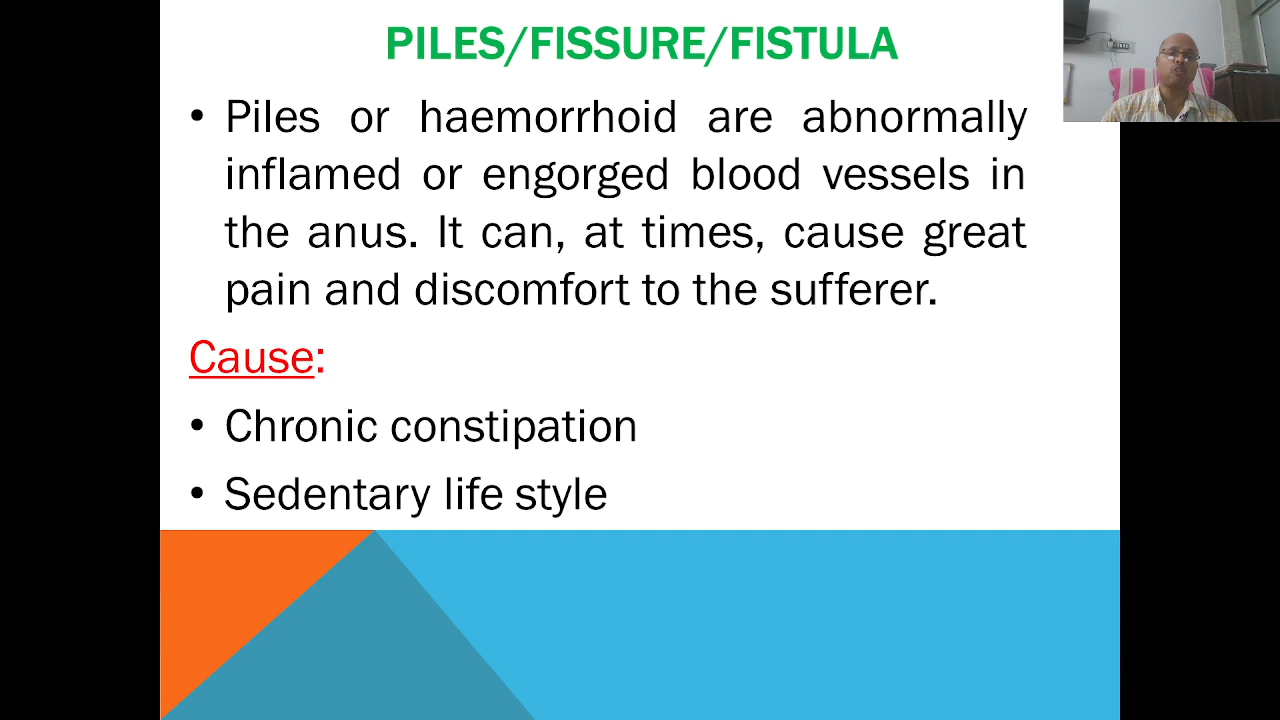 PILES/FISSURE/FISTULA
• Piles or haemorrhoid are abnormally
inflamed or engorged blood vessels in
the anus. It can, at times, cause great
pain and discomfort to the sufferer.
Cause:
• Chronic constipation
• Sedentary life style